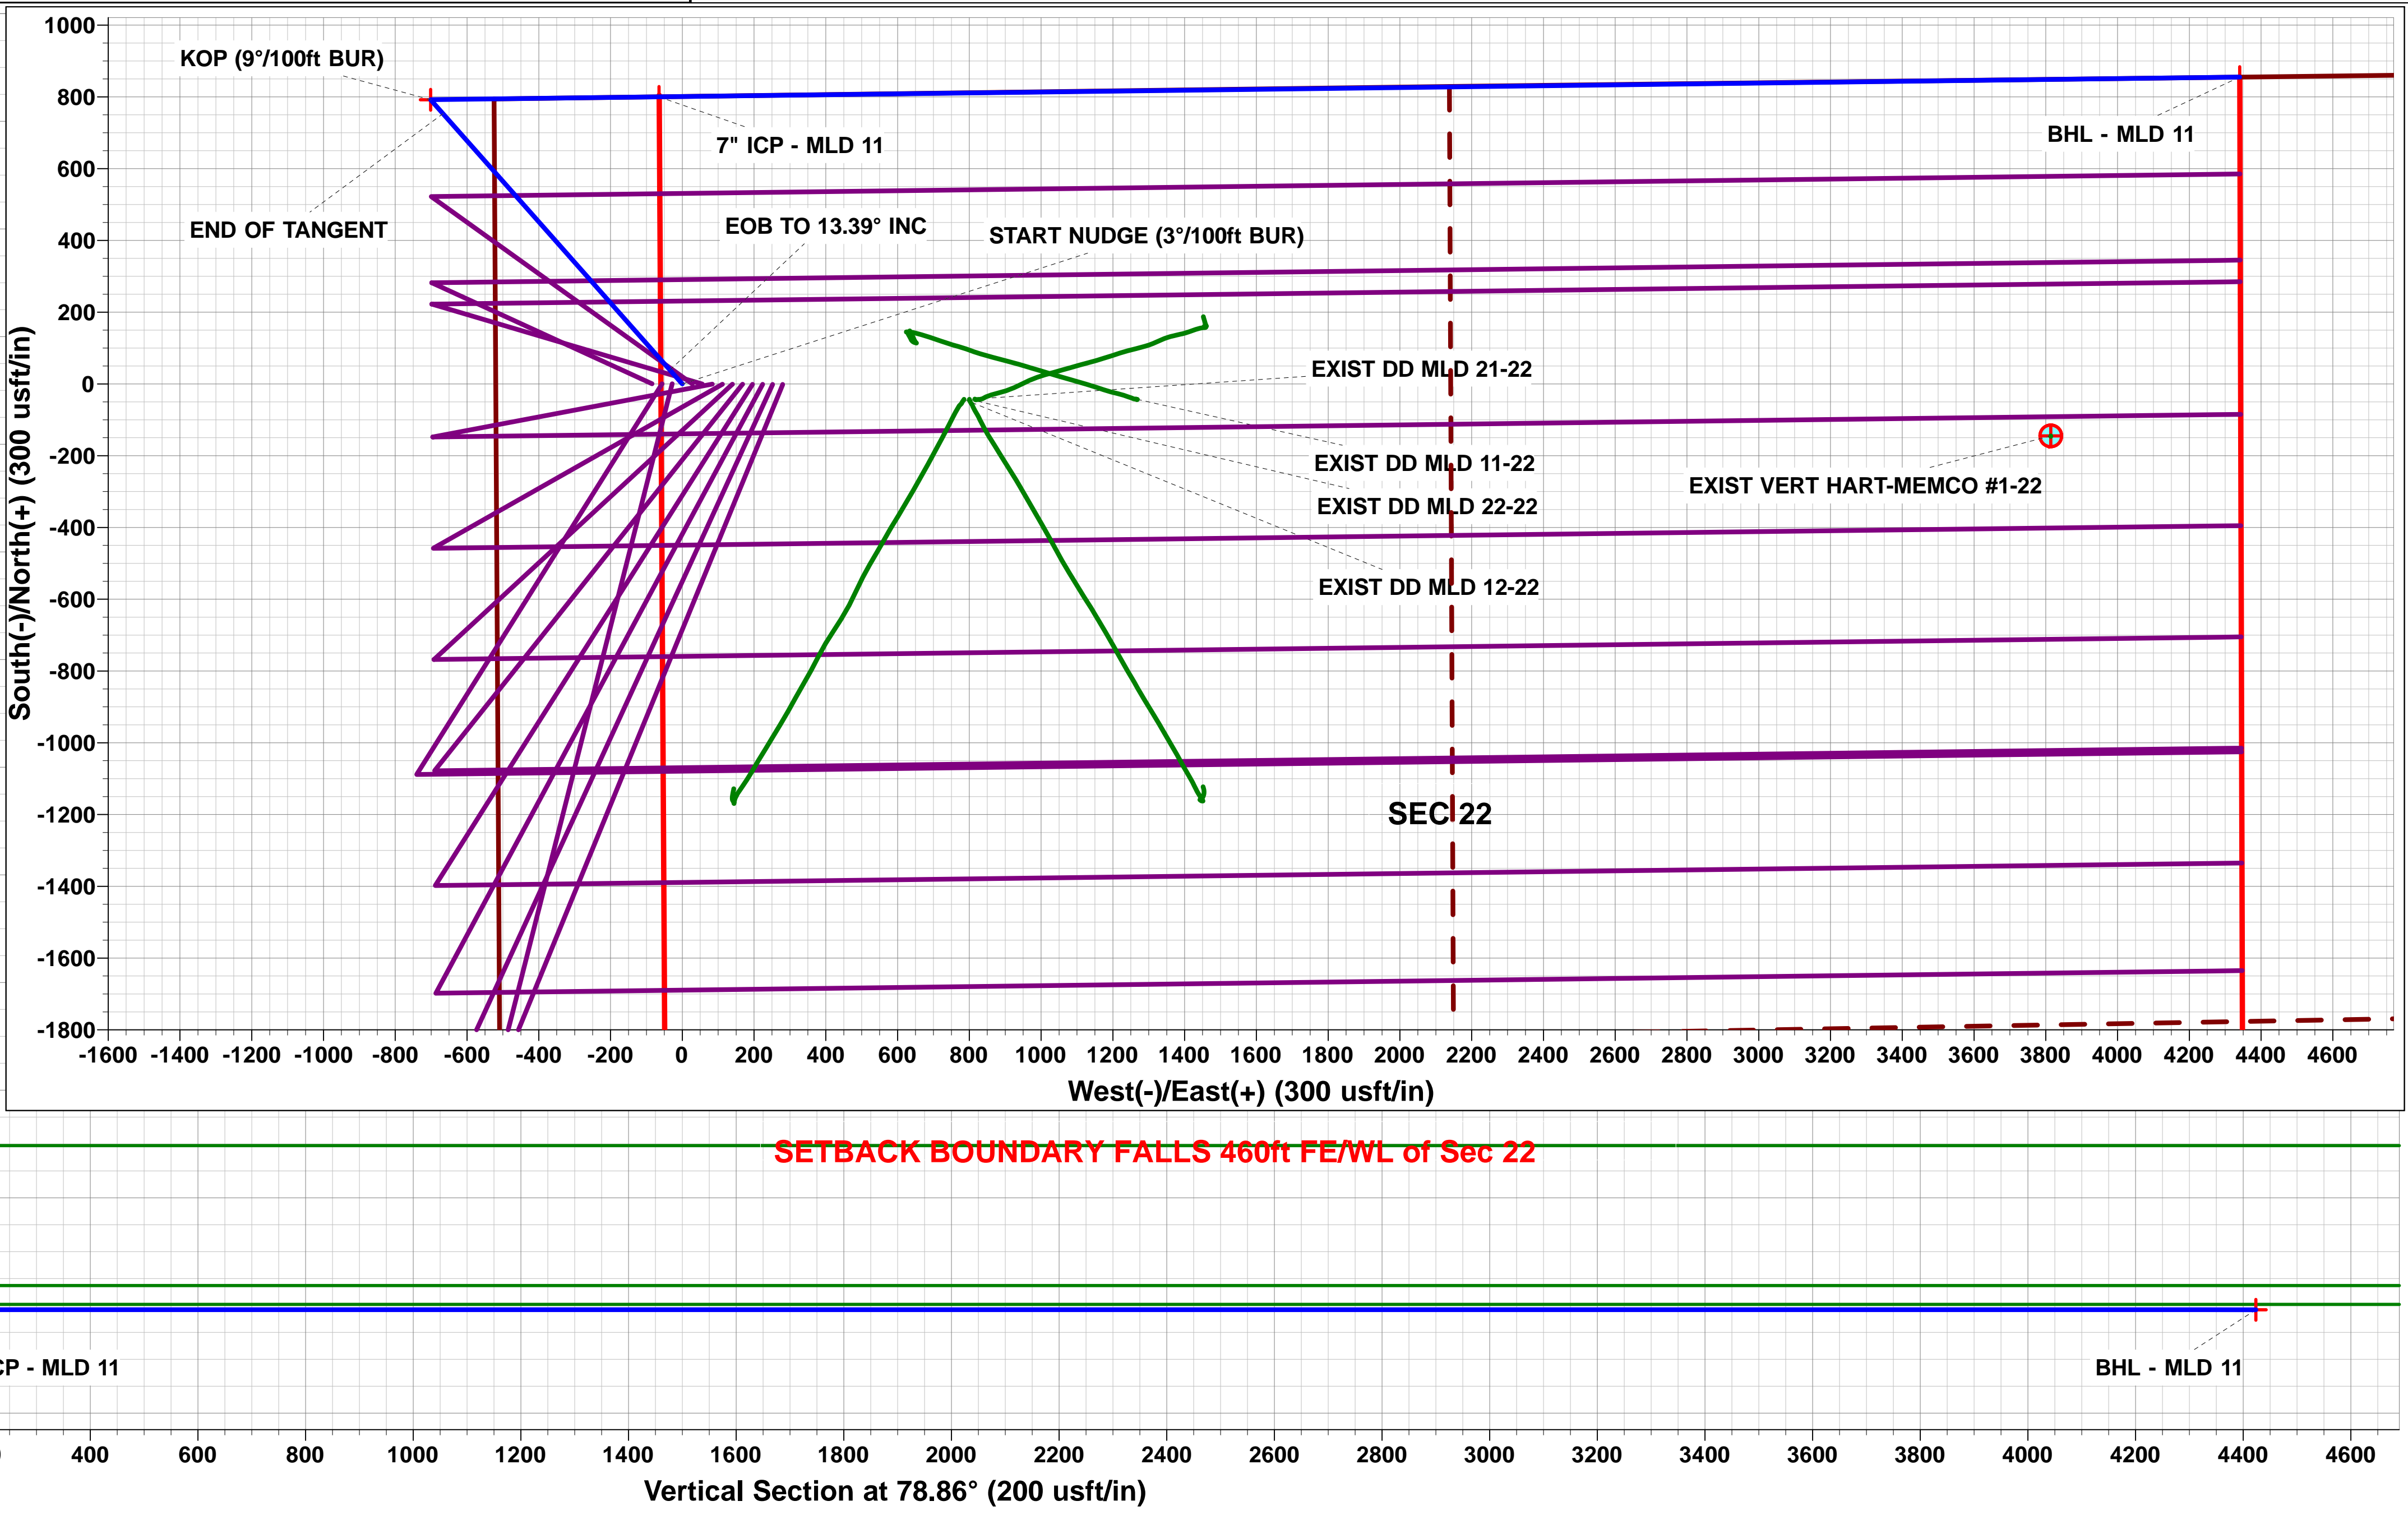 1000
KOP (9°/100ft BUR)
800
7" ICP - MLD 11
BHL - MLD 11
600
END OF TANGENT
EOB TO 13.39° INC
START NUDGE (3°/100ft BUR)
400
200
0
EXIST DD MLD 21-22
-200
EXIST DD MLD 11-22
EXIST VERT HART-MEMCO #1-22
EXIST DD MLD 22-22
-400
EXIST DD MLD 12-22
-600
-800
-1000
-1200
SEC 22
-1400
-1600
-1800
South(-)/North(+) (300 usft/in)
-1600 -1400 -1200 -1000 -800 -600 -400 -200 0 200 400 600 800 1000 1200 1400 1600 1800 2000 2200 2400 2600 2800 3000 3200 3400 3600 3800 4000 4200 4400 4600
West(-)/East(+) (300 usft/in)
SETBACK BOUNDARY FALLS 460ft FE/WL of Sec 22
CP - MLD 11
BHL - MLD 11
400 600 800 1000 1200 1400 1600 1800 2000 2200 2400 2600 2800 3000 3200 3400 3600 3800 4000 4200 4400 4600
Vertical Section at 78.86° (200 usft/in)